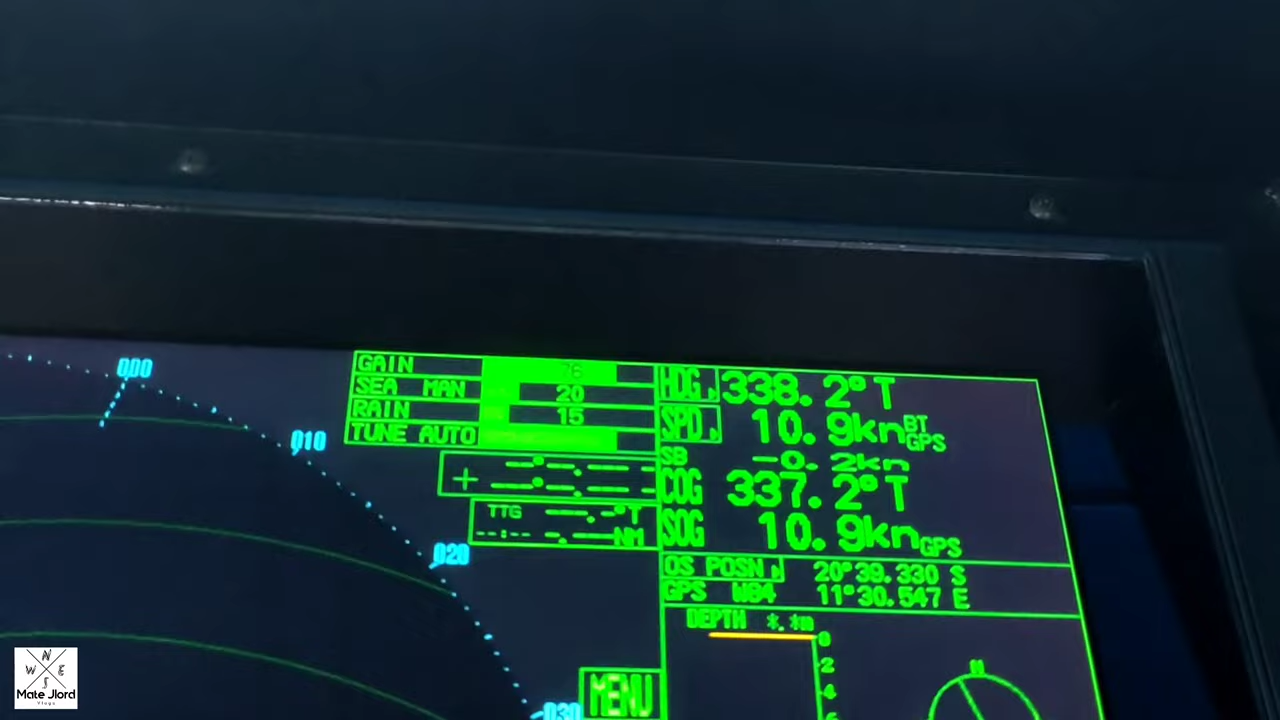 000
010
020
030
GAIN 76
SEA MAN 20
RAIN 15
TUNE AUTO
+ --°--.---
--°--.---
TTG ---.-°T
--:-- -.--NM
MENU
HDG 338.2°T
SPD 10.9kn BT GPS
SB -0.2kn
COG 337.2°T
SOG 10.9kn GPS
OS POSN 20°39.330 S
GPS W84 11°30.547 E
DEPTH *.*m
0
2
4
N
N
W E
S
Mate Jlord
Vlogs